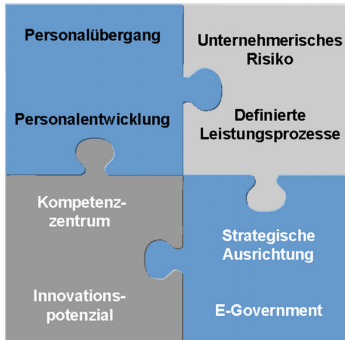 Personalübergang
Personalentwicklung
Unternehmerisches
Risiko
Definierte
Leistungsprozesse
Kompetenz-
zentrum
Innovations-
potenzial
Strategische
Ausrichtung
E-Government